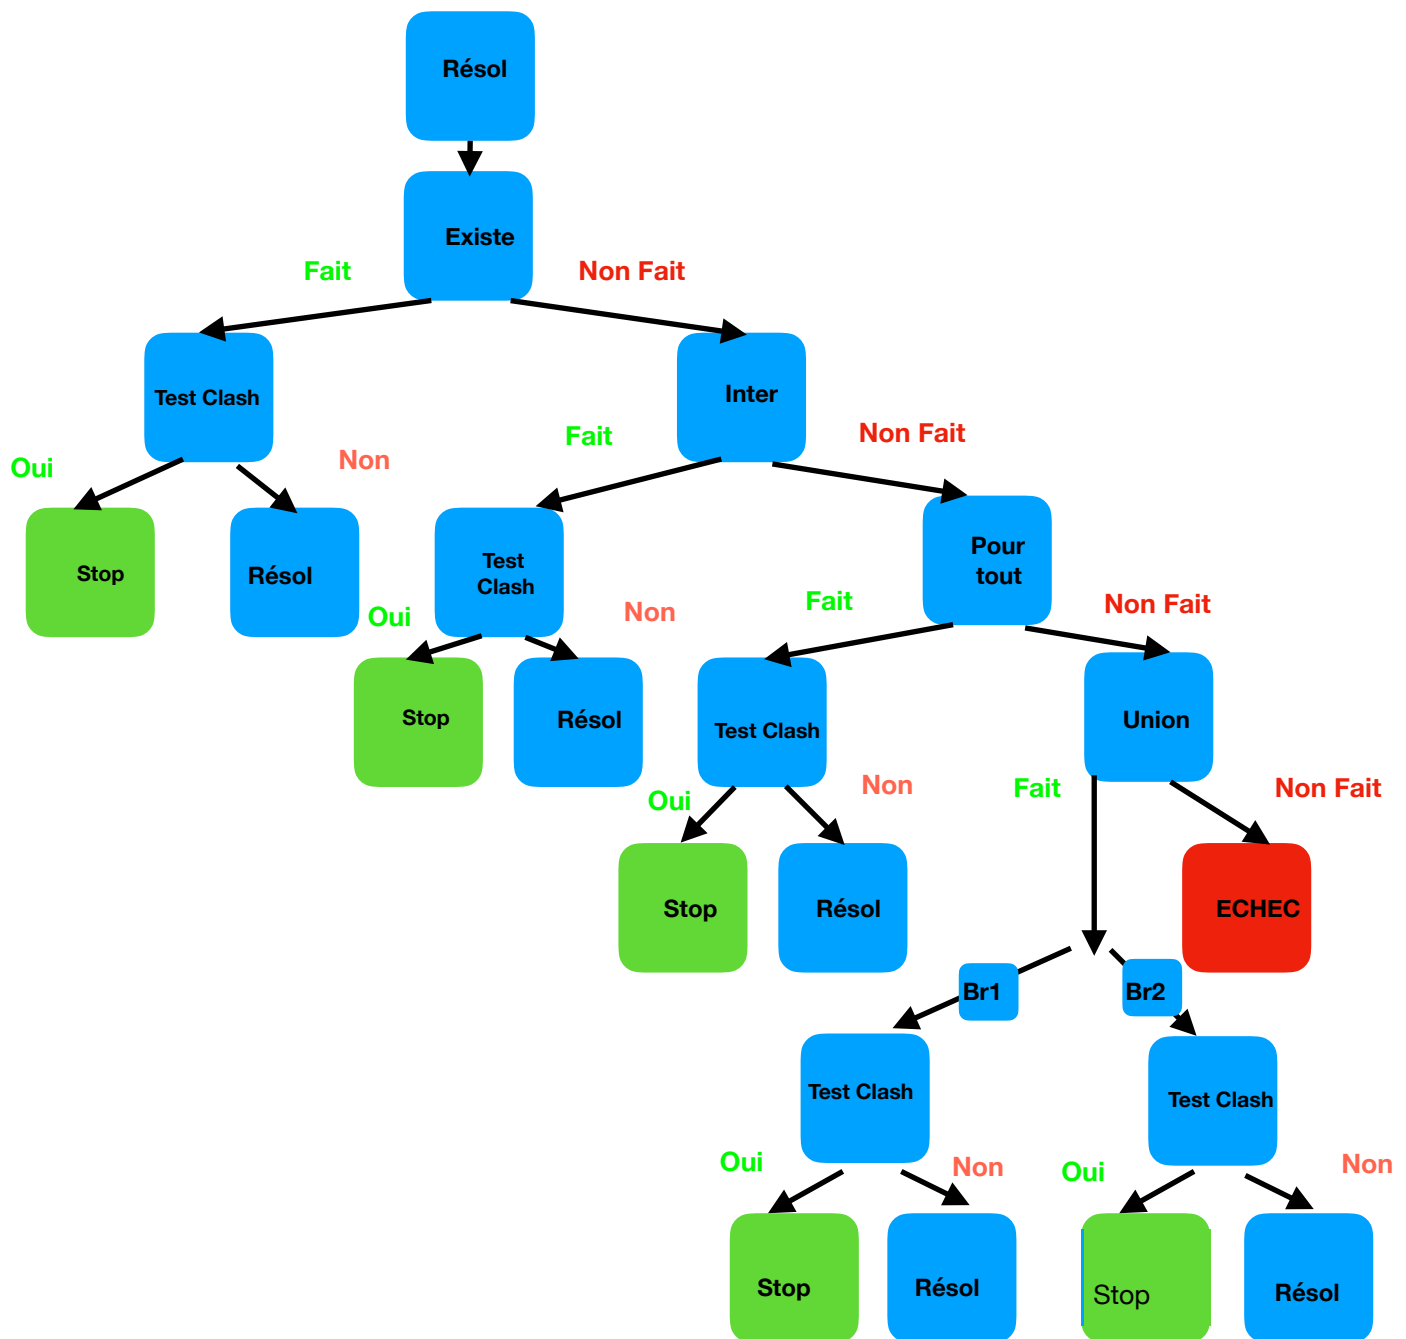 Résol
Existe
Fait
Non Fait
Test Clash
Inter
Fait
Non Fait
Oui
Non
Stop
Résol
Test
Clash
Pour
tout
Oui
Non
Fait
Non Fait
Stop
Résol
Test Clash
Union
Oui
Non
Fait
Non Fait
Stop
Résol
ECHEC
Br1
Br2
Test Clash
Test Clash
Oui
Non
Oui
Non
Stop
Résol
Stop
Résol